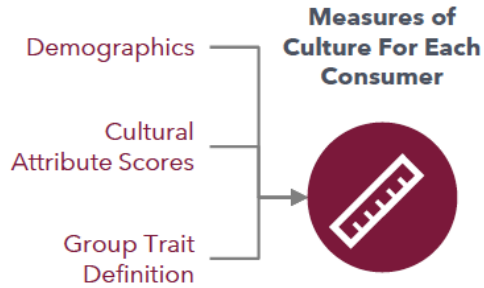 Measures of
Culture For Each
Consumer
Demographics
Cultural
Attribute Scores
Group Trait
Definition